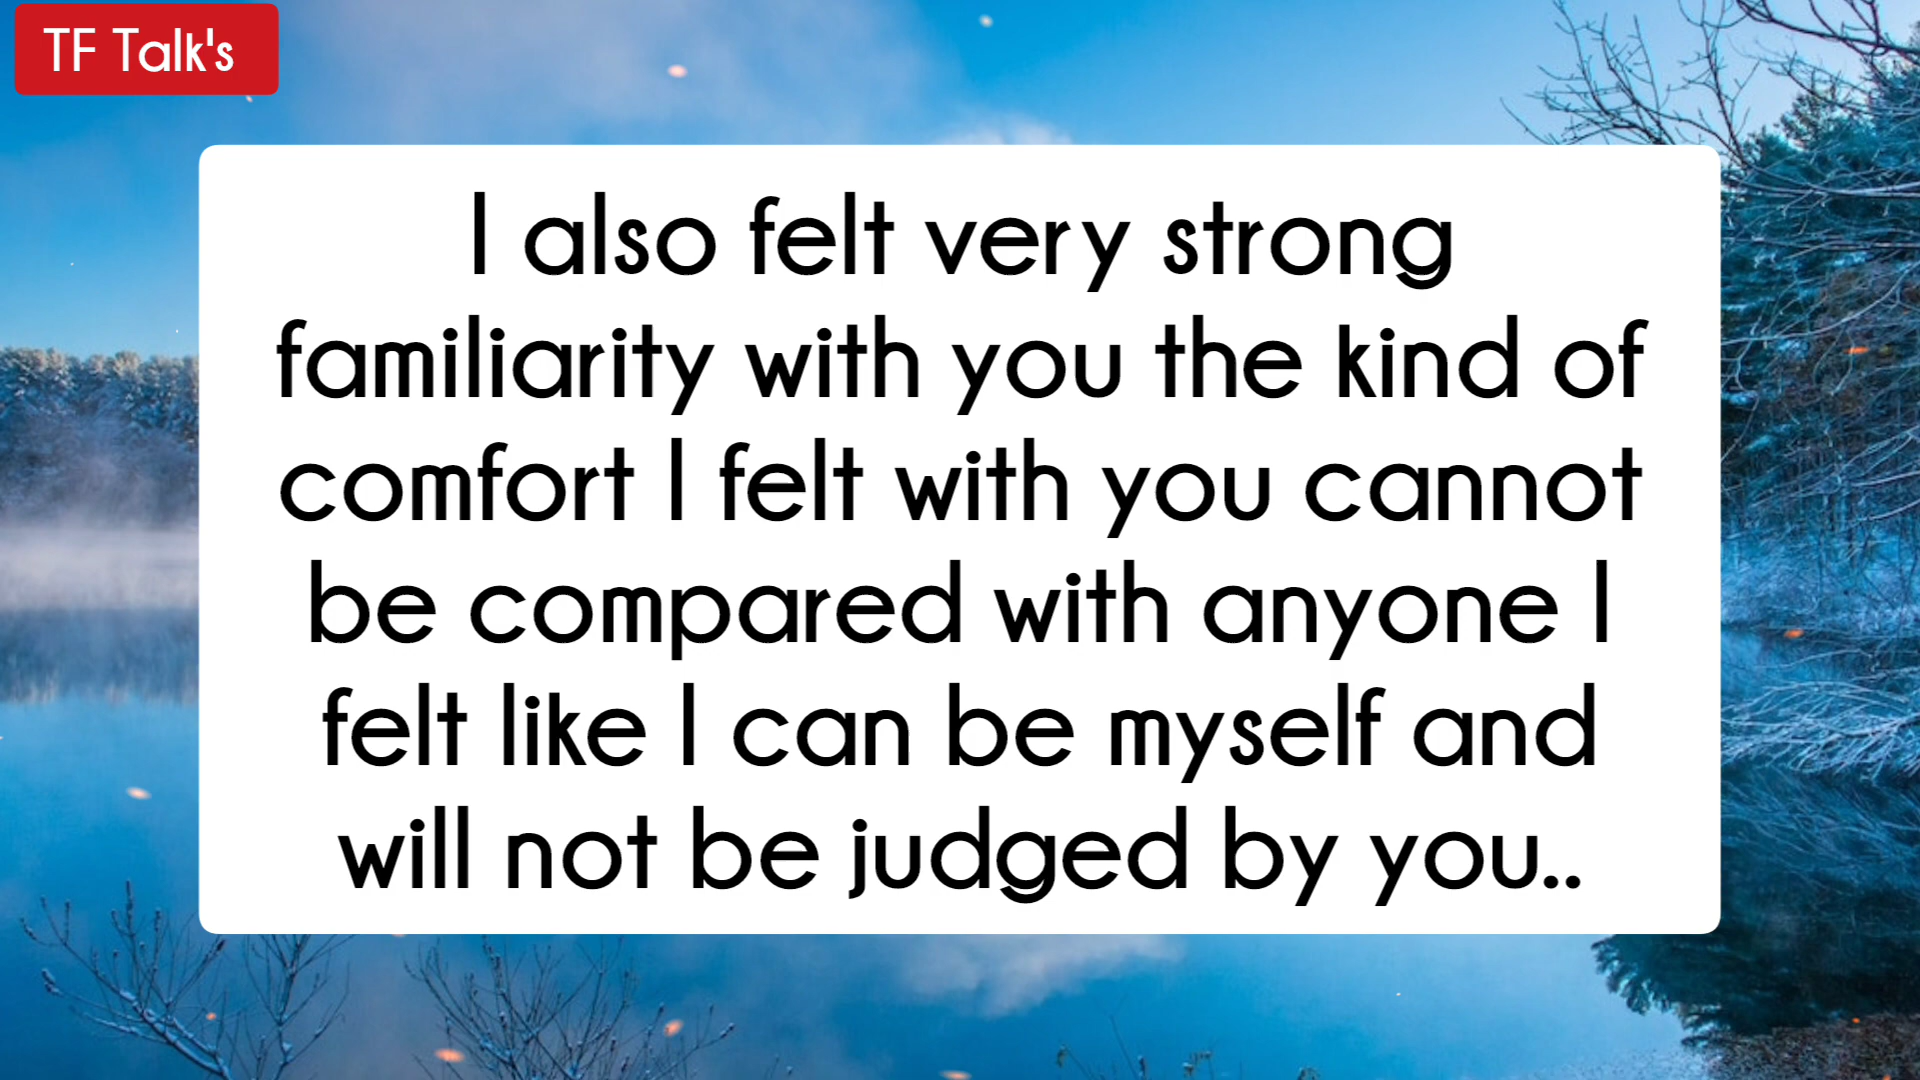 TF Talk's
I also felt very strong
familiarity with you the kind of
comfort I felt with you cannot
be compared with anyone I
felt like I can be myself and
will not be judged by you..